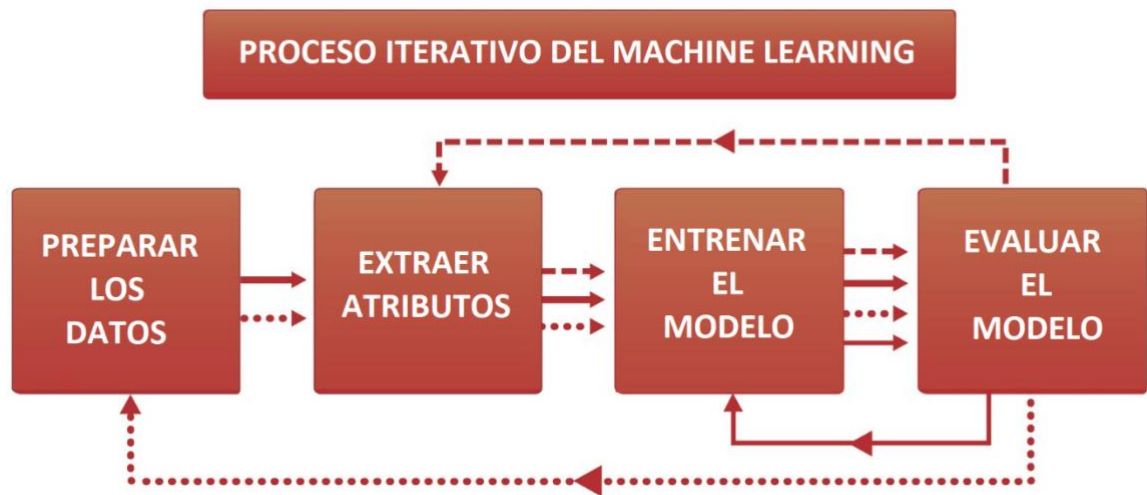 PROCESO ITERATIVO DEL MACHINE LEARNING
PREPARAR
LOS
DATOS
EXTRAER
ATRIBUTOS
ENTRENAR
EL
MODELO
EVALUAR
EL
MODELO